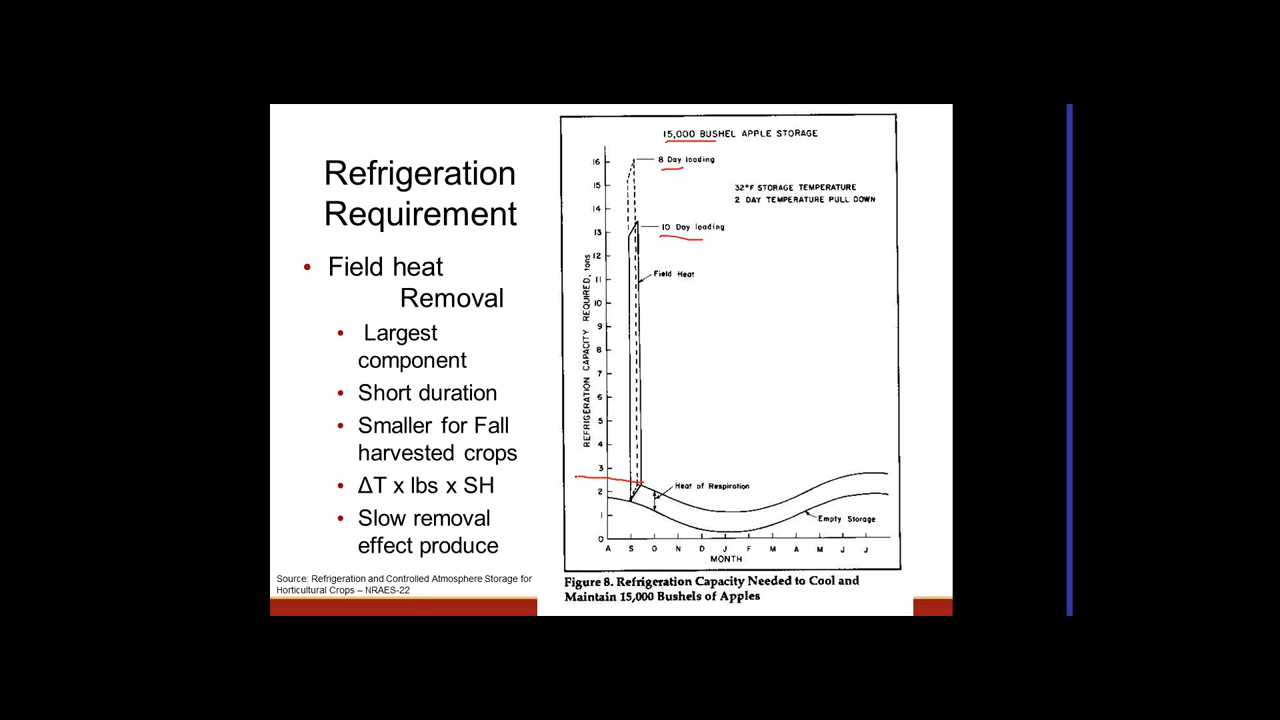 Refrigeration
Requirement
• Field heat
Removal
• Largest
component
• Short duration
• Smaller for Fall
harvested crops
• ΔT x lbs x SH
• Slow removal
effect produce
Source: Refrigeration and Controlled Atmosphere Storage for
Horticultural Crops – NRAES-22
15,000 BUSHEL APPLE STORAGE
8 Day loading
32°F STORAGE TEMPERATURE
2 DAY TEMPERATURE PULL DOWN
10 Day loading
Field Heat
Heat of Respiration
Empty Storage
REFRIGERATION CAPACITY REQUIRED, tons
16
15
14
13
12
11
10
9
8
7
6
5
4
3
2
1
0
A S O N D J F M A M J J
MONTH
Figure 8. Refrigeration Capacity Needed to Cool and
Maintain 15,000 Bushels of Apples